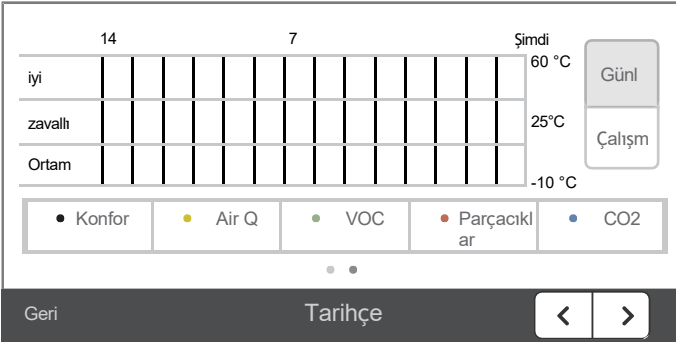 14 7 Şimdi
60 °C
iyi
Günl
zavallı
25°C
Çalışm
Ortam
-10 °C
Konfor
Air Q
VOC
Parçacıkl
ar
CO2
Geri
Tarihçe